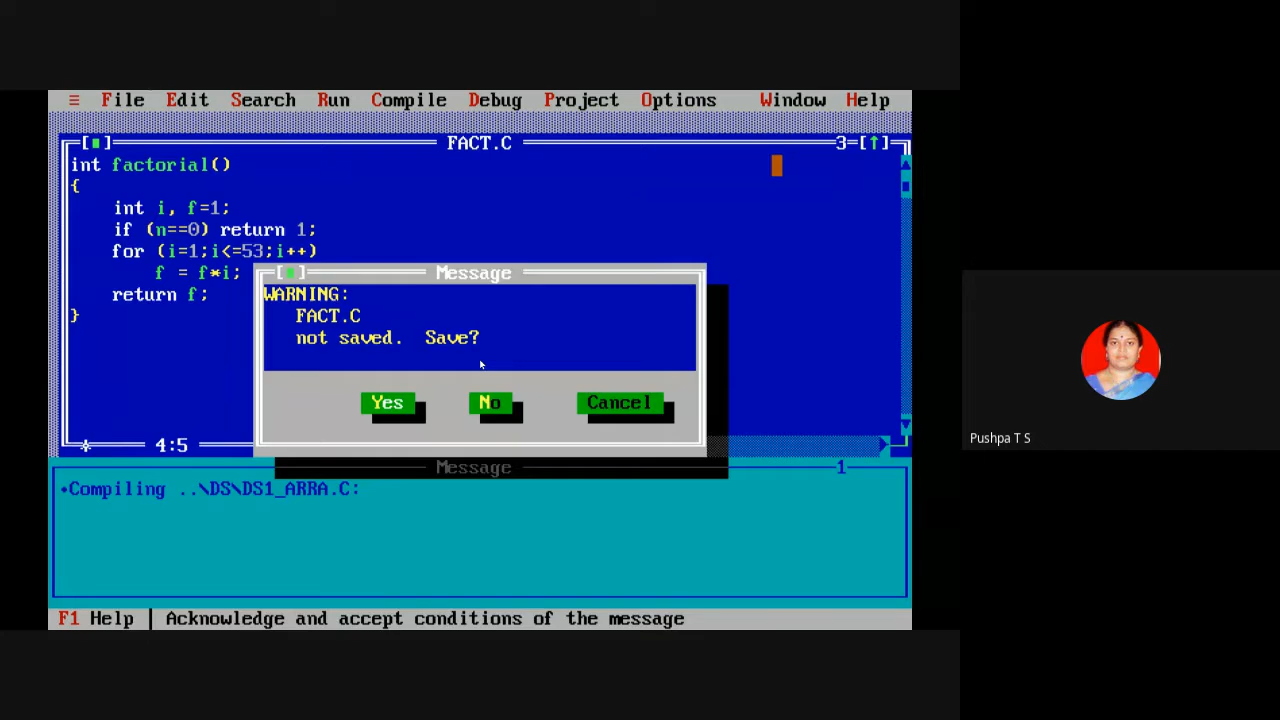 ≡ File Edit Search Run Compile Debug Project Options Window Help
FACT.C
3=[↑]
int factorial()
{
int i, f=1;
if (n==0) return 1;
for (i=1;i<=53;i++)
f = f*i;
return f;
}
4:5
Message
WARNING:
FACT.C
not saved. Save?
Yes No Cancel
Message
1
•Compiling ..\DS\DS1_ARRA.C:
F1 Help | Acknowledge and accept conditions of the message
Pushpa T S